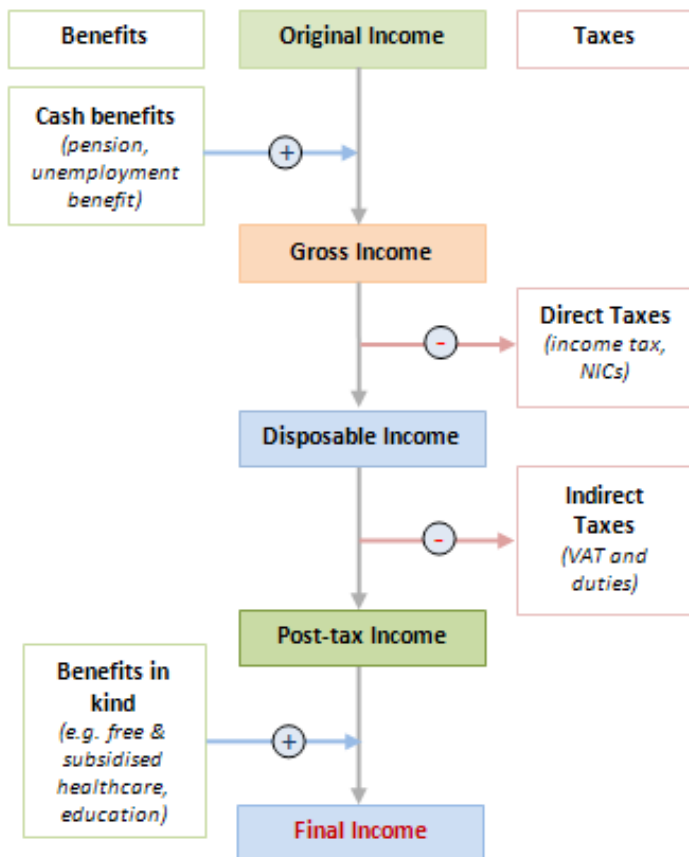 Benefits
Original Income
Taxes
Cash benefits
(pension,
unemployment
benefit)
+
Gross Income
-
Direct Taxes
(income tax,
NICs)
Disposable Income
-
Indirect
Taxes
(VAT and
duties)
Post-tax Income
Benefits in
kind
(e.g. free &
subsidised
healthcare,
education)
+
Final Income